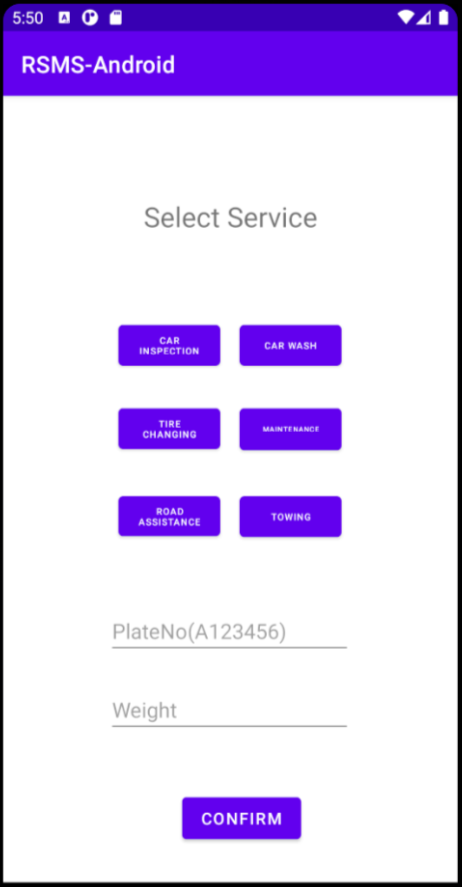 5:50
RSMS-Android
Select Service
CAR
INSPECTION
CAR WASH
TIRE
CHANGING
MAINTENANCE
ROAD
ASSISTANCE
TOWING
PlateNo(A123456)
Weight
CONFIRM